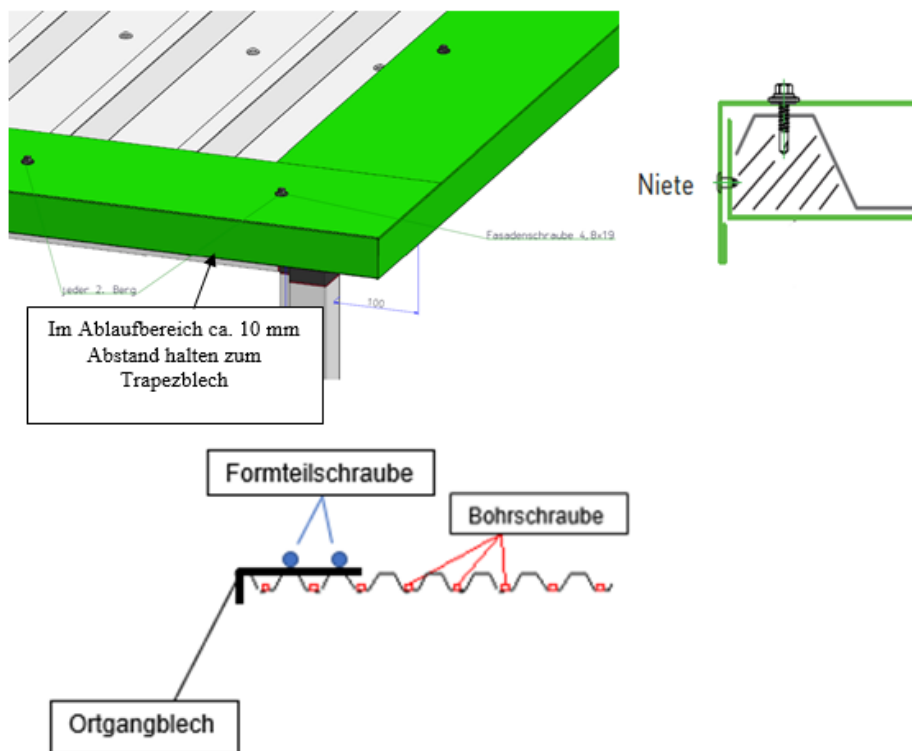 Niete
Fasadenschraube 4,8x19
jeder 2. Berg
100
Im Ablaufbereich ca. 10 mm
Abstand halten zum
Trapezblech
Formteilschraube
Bohrschraube
Ortgangblech